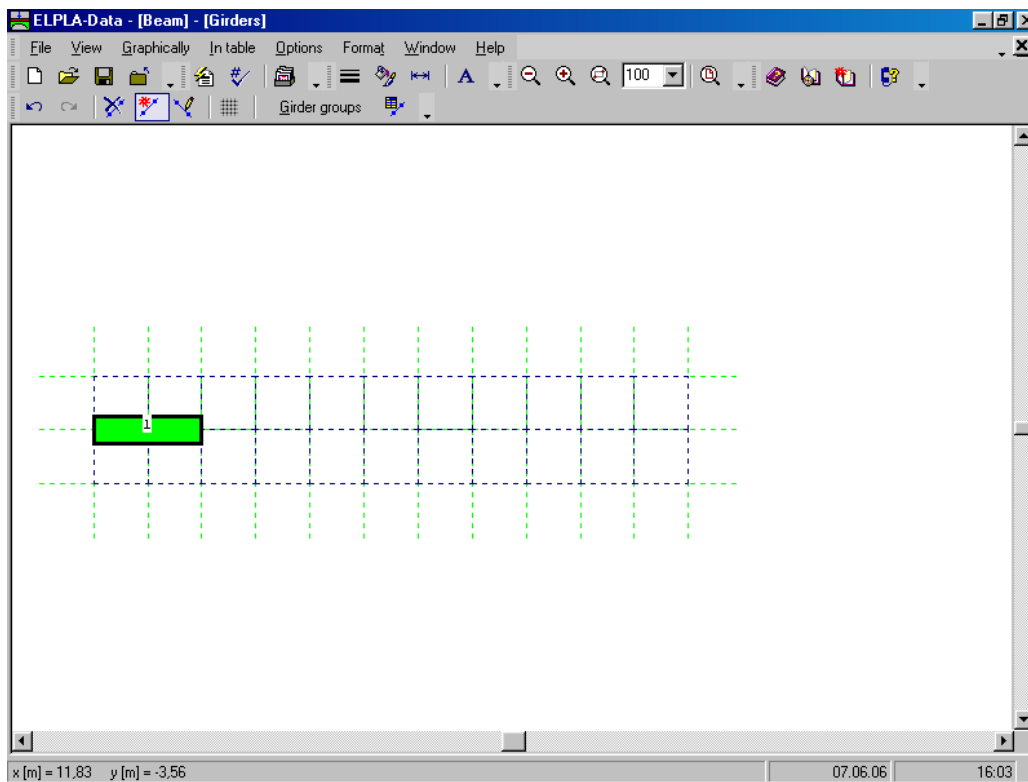 ELPLA-Data - [Beam] - [Girders]
File View Graphically In table Options Format Window Help
A 100
Girder groups
1
x [m] = 11,83 y [m] = -3,56 07.06.06 16:03